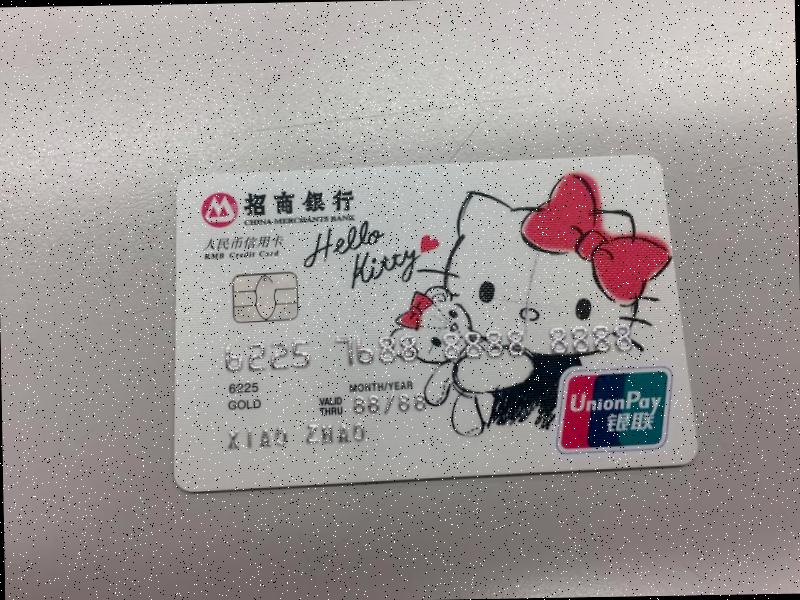 招商银行
CHINA MERCHANTS BANK
人民币信用卡
RMB Credit Card
Hello
Kitty
6225 7688 8888 8888
6225
GOLD
MONTH/YEAR
VALID
THRU
88/88
XIAO ZHAO
UnionPay
银联